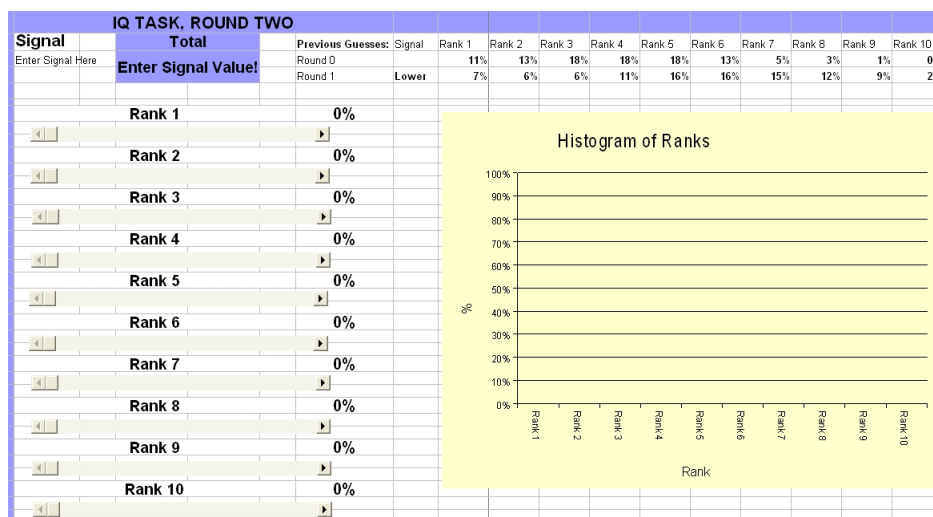 IQ TASK, ROUND TWO
Signal Total Previous Guesses: Signal Rank 1 Rank 2 Rank 3 Rank 4 Rank 5 Rank 6 Rank 7 Rank 8 Rank 9 Rank 10
Enter Signal Here Enter Signal Value! Round 0 11% 13% 18% 18% 18% 13% 5% 3% 1% 0
Round 1 Lower 7% 6% 6% 11% 16% 16% 15% 12% 9% 2
Rank 1 0%
Rank 2 0%
Rank 3 0%
Rank 4 0%
Rank 5 0%
Rank 6 0%
Rank 7 0%
Rank 8 0%
Rank 9 0%
Rank 10 0%
Histogram of Ranks
100%
90%
80%
70%
60%
50%
40%
30%
20%
10%
0%
%
Rank 1 Rank 2 Rank 3 Rank 4 Rank 5 Rank 6 Rank 7 Rank 8 Rank 9 Rank 10
Rank